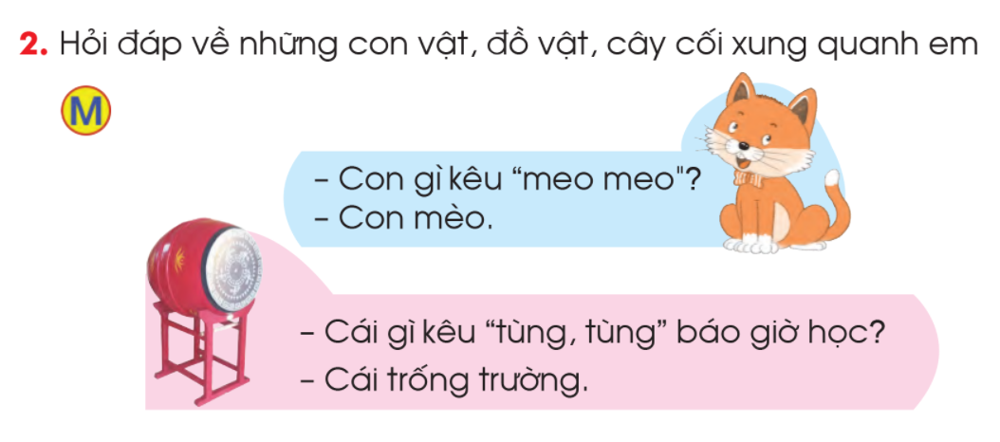 2. Hỏi đáp về những con vật, đồ vật, cây cối xung quanh em
M
– Con gì kêu “meo meo"?
– Con mèo.
– Cái gì kêu “tùng, tùng” báo giờ học?
– Cái trống trường.